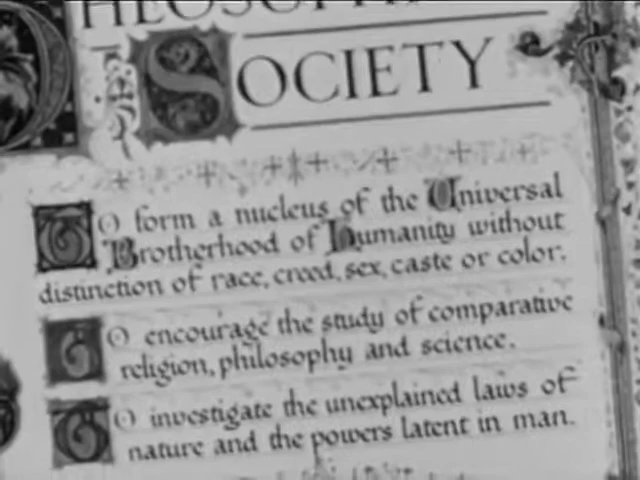 SOCIETY
TO form a nucleus of the Universal
Brotherhood of Humanity without
distinction of race, creed, sex, caste or color.
TO encourage the study of comparative
religion, philosophy and science.
TO investigate the unexplained laws of
nature and the powers latent in man.